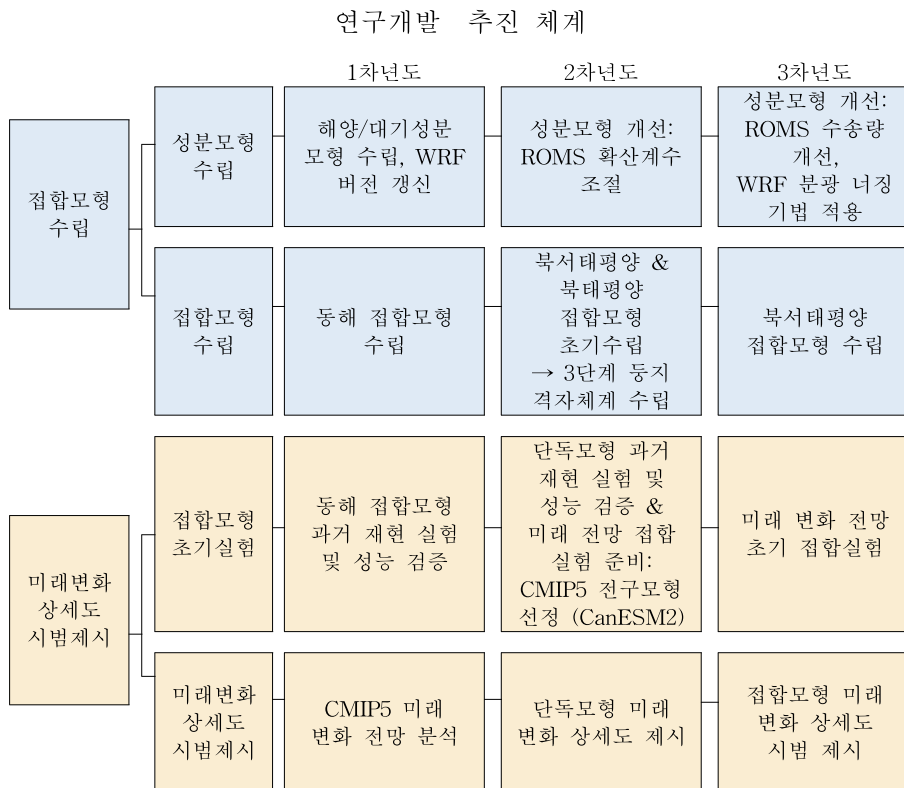 연구개발 추진 체계
1차년도
2차년도
3차년도
접합모형
수립
성분모형
수립
해양/대기성분
모형 수립, WRF
버전 갱신
성분모형 개선:
ROMS 확산계수
조절
성분모형 개선:
ROMS 수송량
개선,
WRF 분광 너징
기법 적용
접합모형
수립
동해 접합모형
수립
북서태평양 &
북태평양
접합모형
초기수립
→ 3단계 둥지
격자체계 수립
북서태평양
접합모형 수립
미래변화
상세도
시범제시
접합모형
초기실험
동해 접합모형
과거 재현 실험
및 성능 검증
단독모형 과거
재현 실험 및
성능 검증 &
미래 전망 접합
실험 준비:
CMIP5 전구모형
선정 (CanESM2)
미래 변화 전망
초기 접합실험
미래변화
상세도
시범제시
CMIP5 미래
변화 전망 분석
단독모형 미래
변화 상세도 제시
접합모형 미래
변화 상세도
시범 제시